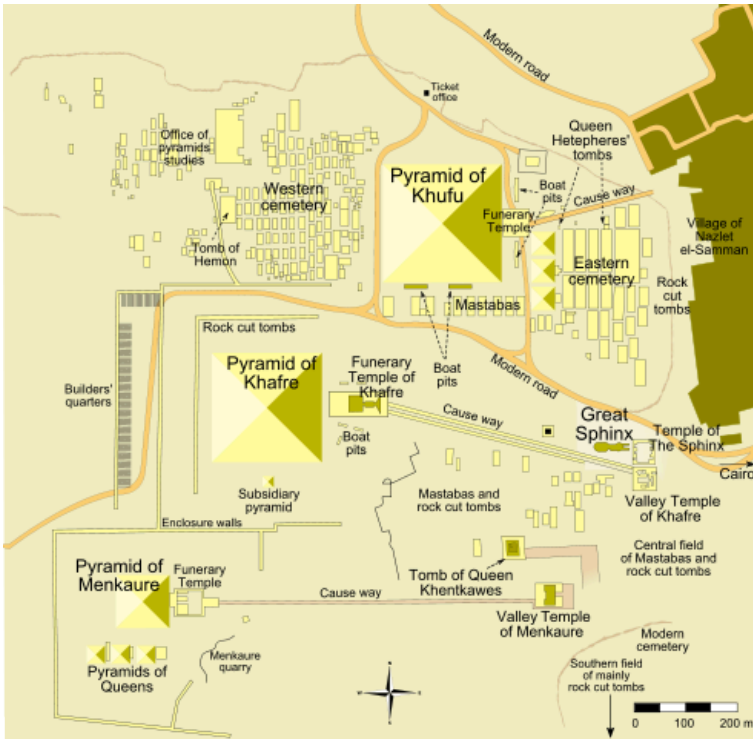 Modern
road
Modern road
Ticket
office
Office of
pyramids
studies
Queen
Hetepheres'
tombs
Pyramid of
Khufu
Western
cemetery
Boat
pits
Cause way
Funerary
Temple
Village of
Nazlet
el-Samman
Tomb of
Hemon
Eastern
cemetery
Rock
cut
tombs
Mastabas
Rock cut tombs
Pyramid of
Khafre
Funerary
Temple of
Khafre
Boat
pits
Modern road
Builders'
quarters
Cause way
Great
Sphinx
Temple of
The Sphinx
Boat
pits
Cairo
Subsidiary
pyramid
Mastabas and
rock cut tombs
Valley Temple
of Khafre
Enclosure walls
Central field
of Mastabas and
rock cut tombs
Pyramid of
Menkaure
Funerary
Temple
Tomb of Queen
Khentkawes
Cause way
Valley Temple
of Menkaure
Modern
cemetery
Pyramids of
Queens
Menkaure
quarry
Southern field
of mainly
rock cut tombs
0 100 200 m